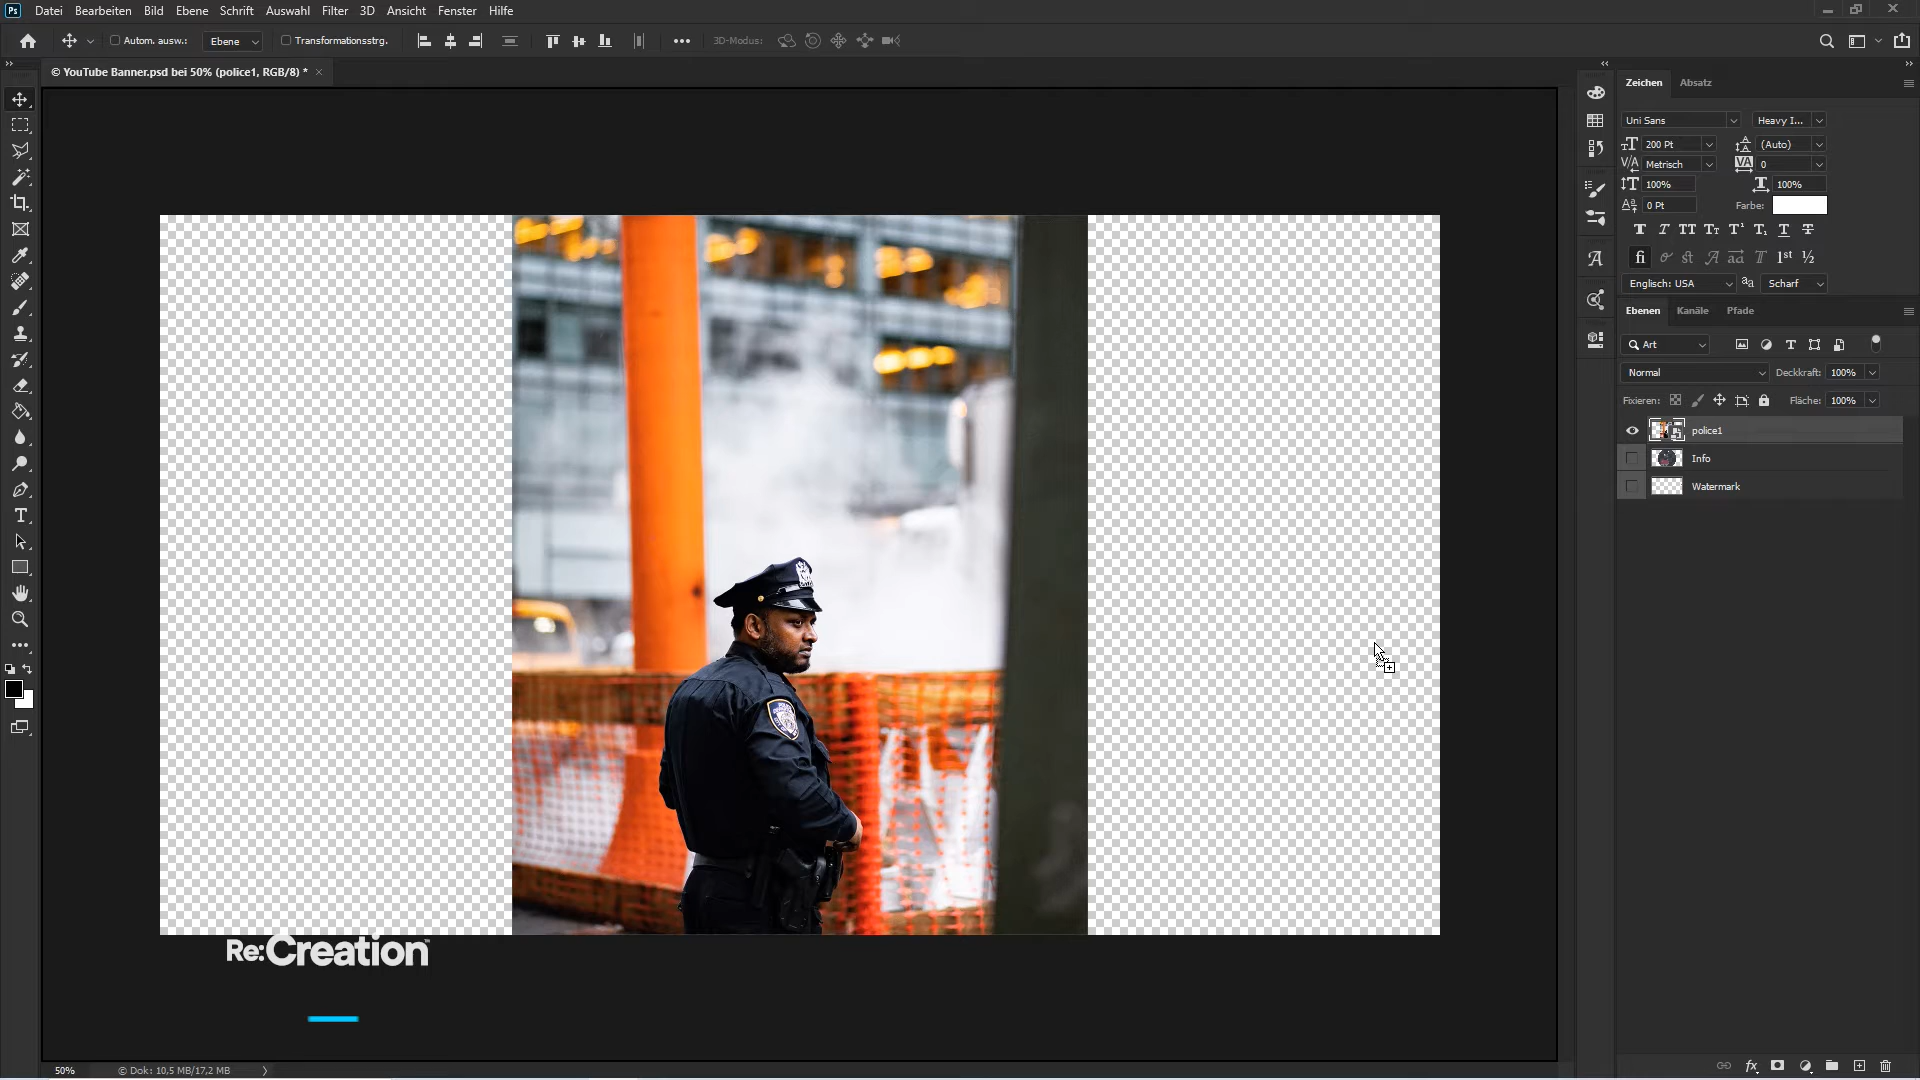 Ps Datei Bearbeiten Bild Ebene Schrift Auswahl Filter 3D Ansicht Fenster Hilfe
Autom. ausw.: Ebene Transformationsstrg. 3D-Modus:
© YouTube Banner.psd bei 50% (police1, RGB/8) * ×
Zeichen Absatz
Uni Sans Heavy I...
200 Pt (Auto)
Metrisch 0
100% 100%
0 Pt Farbe:
Englisch: USA Scharf
Ebenen Kanäle Pfade
Art
Normal Deckkraft: 100%
Fixieren: Fläche: 100%
police1
Info
Watermark
Re:Creation
50% © Dok: 10,5 MB/17,2 MB